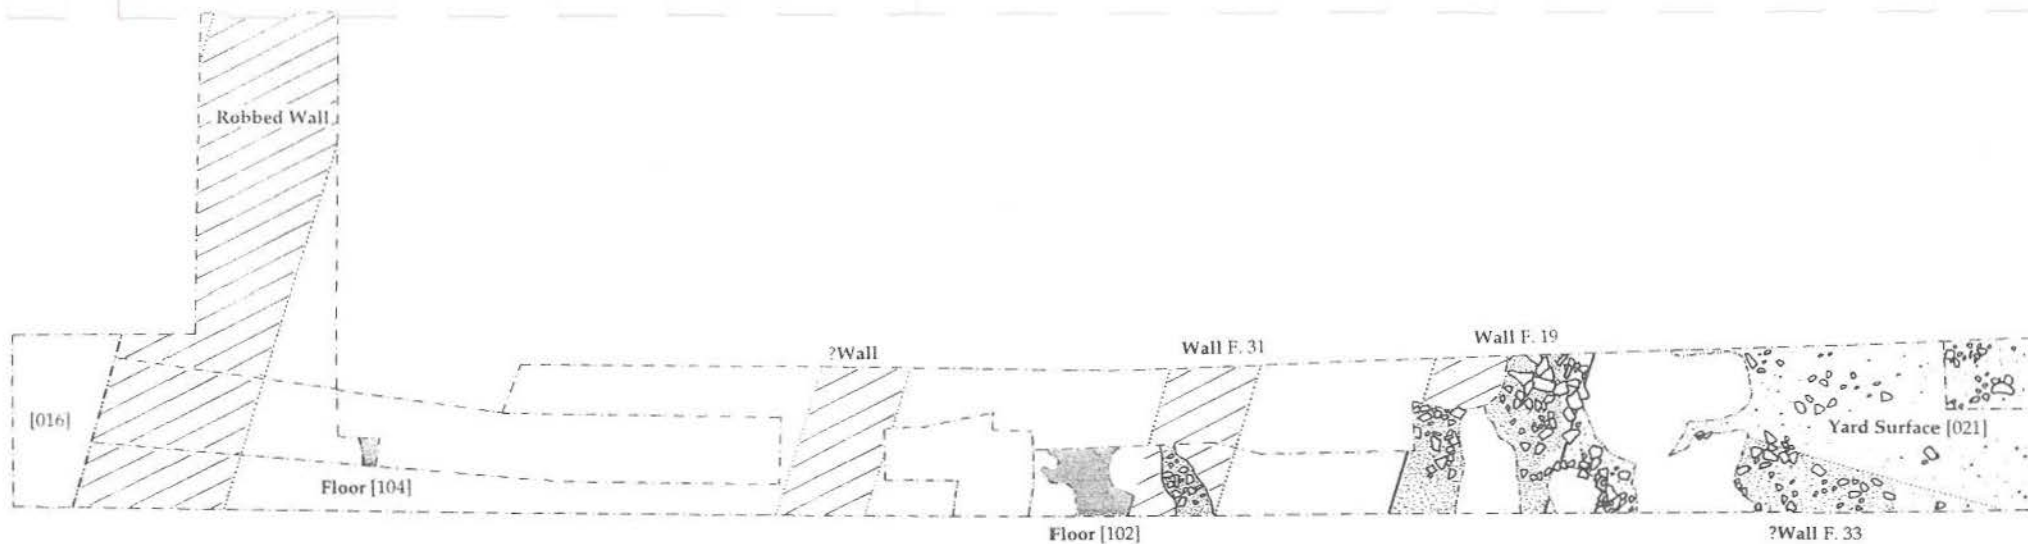 Robbed Wall
?Wall
Wall F. 31
Wall F. 19
[016]
Yard Surface [021]
Floor [104]
Floor [102]
?Wall F. 33